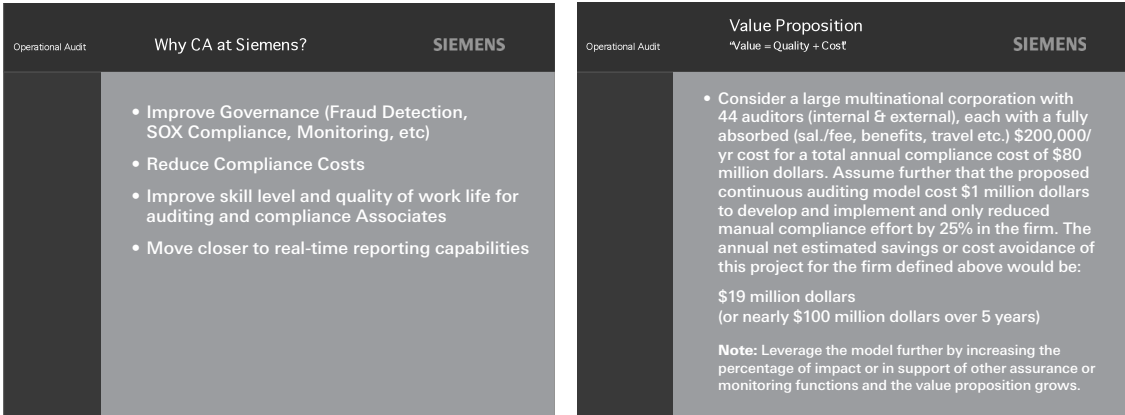 Operational Audit
Why CA at Siemens?
SIEMENS
• Improve Governance (Fraud Detection,
SOX Compliance, Monitoring, etc)
• Reduce Compliance Costs
• Improve skill level and quality of work life for
auditing and compliance Associates
• Move closer to real-time reporting capabilities
Operational Audit
Value Proposition
"Value = Quality + Cost"
SIEMENS
• Consider a large multinational corporation with
44 auditors (internal & external), each with a fully
absorbed (sal./fee, benefits, travel etc.) $200,000/
yr cost for a total annual compliance cost of $80
million dollars. Assume further that the proposed
continuous auditing model cost $1 million dollars
to develop and implement and only reduced
manual compliance effort by 25% in the firm. The
annual net estimated savings or cost avoidance of
this project for the firm defined above would be:
$19 million dollars
(or nearly $100 million dollars over 5 years)
Note: Leverage the model further by increasing the
percentage of impact or in support of other assurance or
monitoring functions and the value proposition grows.